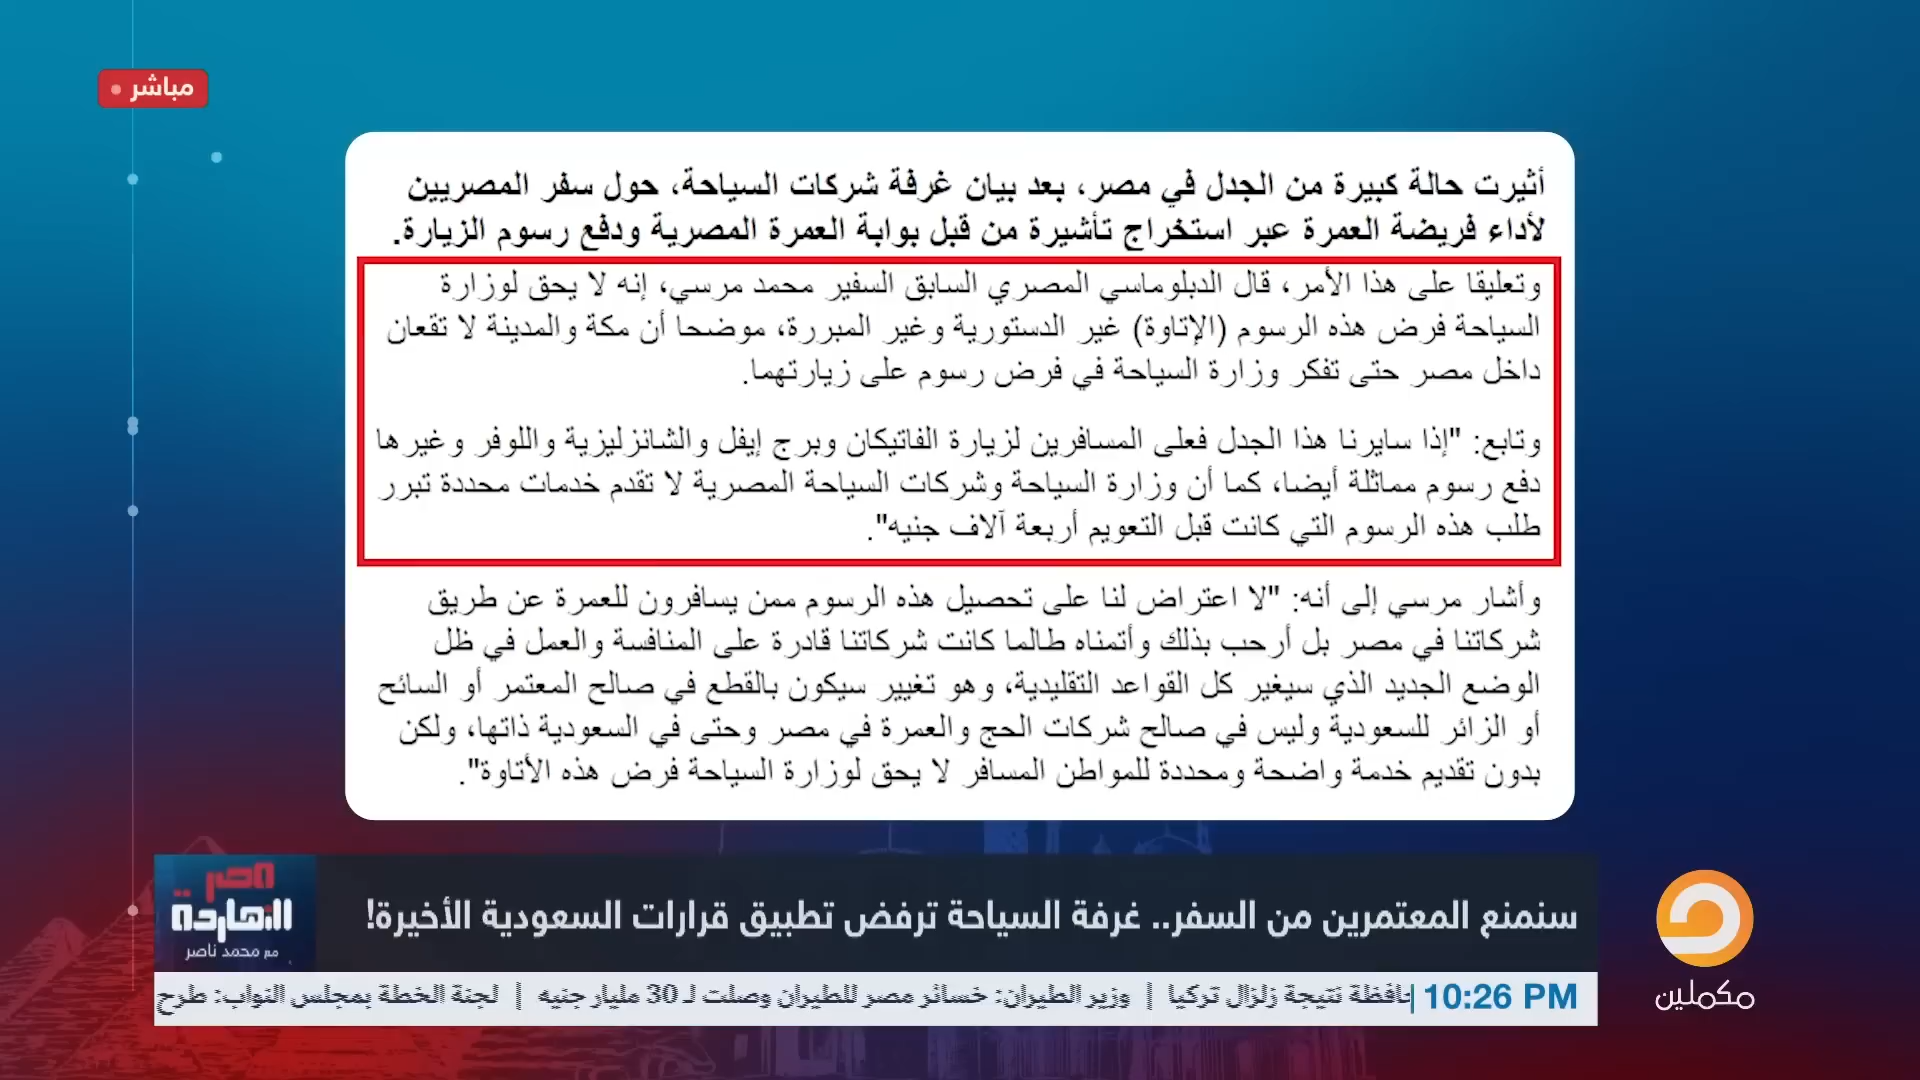 مباشر
أثيرت حالة كبيرة من الجدل في مصر، بعد بيان غرفة شركات السياحة، حول سفر المصريين
لأداء فريضة العمرة عبر استخراج تأشيرة من قبل بوابة العمرة المصرية ودفع رسوم الزيارة.
وتعليقا على هذا الأمر، قال الدبلوماسي المصري السابق السفير محمد مرسي، إنه لا يحق لوزارة
السياحة فرض هذه الرسوم (الإتاوة) غير الدستورية وغير المبررة، موضحا أن مكة والمدينة لا تقعان
داخل مصر حتى تفكر وزارة السياحة في فرض رسوم على زيارتهما.
وتابع: "إذا سايرنا هذا الجدل فعلى المسافرين لزيارة الفاتيكان وبرج إيفل والشانزليزية واللوفر وغيرها
دفع رسوم مماثلة أيضا، كما أن وزارة السياحة وشركات السياحة المصرية لا تقدم خدمات محددة تبرر
طلب هذه الرسوم التي كانت قبل التعويم أربعة آلاف جنيه".
وأشار مرسي إلى أنه: "لا اعتراض لنا على تحصيل هذه الرسوم ممن يسافرون للعمرة عن طريق
شركاتنا في مصر بل أرحب بذلك وأتمناه طالما كانت شركاتنا قادرة على المنافسة والعمل في ظل
الوضع الجديد الذي سيغير كل القواعد التقليدية، وهو تغيير سيكون بالقطع في صالح المعتمر أو السائح
أو الزائر للسعودية وليس في صالح شركات الحج والعمرة في مصر وحتى في السعودية ذاتها، ولكن
بدون تقديم خدمة واضحة ومحددة للمواطن المسافر لا يحق لوزارة السياحة فرض هذه الأتاوة".
سنمنع المعتمرين من السفر.. غرفة السياحة ترفض تطبيق قرارات السعودية الأخيرة!
مصر
النهاردة
مع محمد ناصر
10:26 PM
نتيجة زلزال تركيا | وزير الطيران: خسائر مصر للطيران وصلت لـ 30 مليار جنيه | لجنة الخطة بمجلس النواب: طرح
مكملين